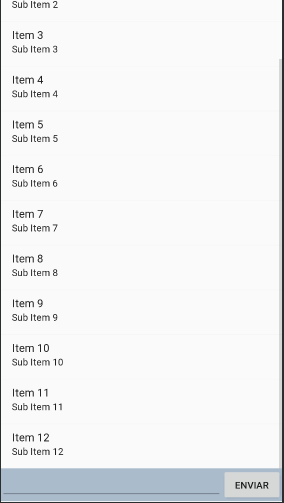 Sub Item 2
Item 3
Sub Item 3
Item 4
Sub Item 4
Item 5
Sub Item 5
Item 6
Sub Item 6
Item 7
Sub Item 7
Item 8
Sub Item 8
Item 9
Sub Item 9
Item 10
Sub Item 10
Item 11
Sub Item 11
Item 12
Sub Item 12
ENVIAR